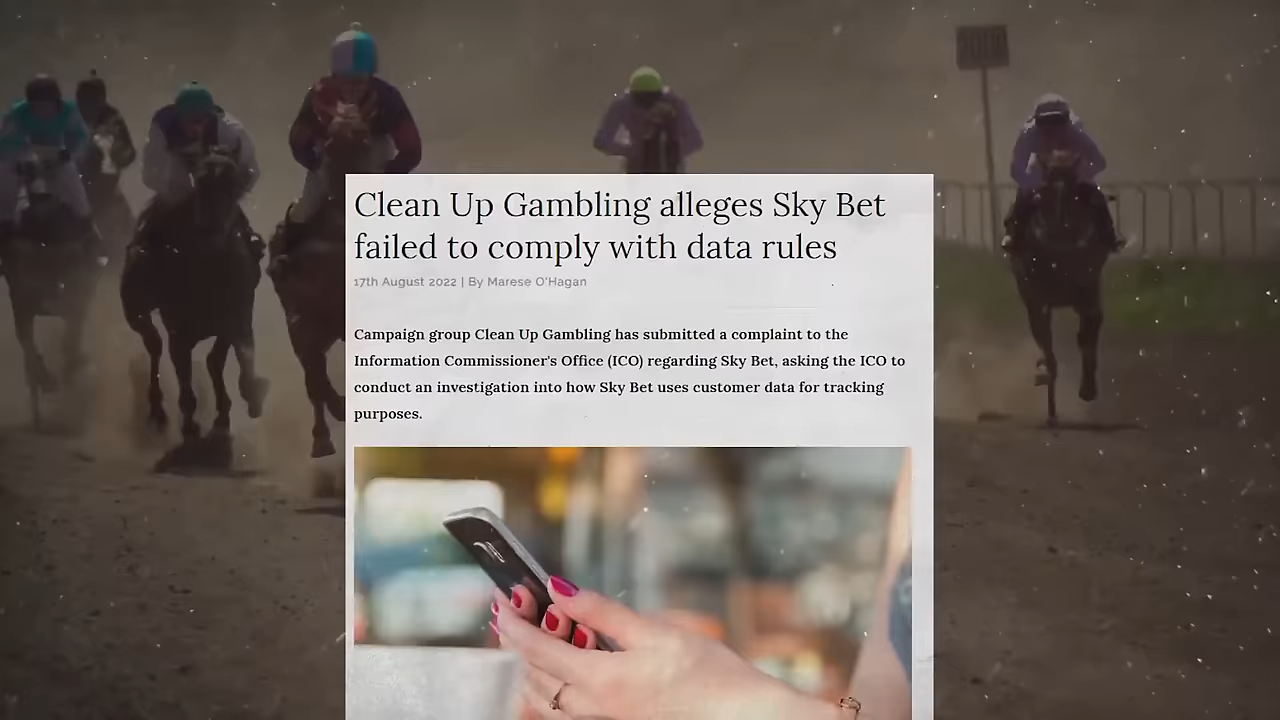 Clean Up Gambling alleges Sky Bet
failed to comply with data rules
17th August 2022 | By Marese O'Hagan
Campaign group Clean Up Gambling has submitted a complaint to the
Information Commissioner's Office (ICO) regarding Sky Bet, asking the ICO to
conduct an investigation into how Sky Bet uses customer data for tracking
purposes.